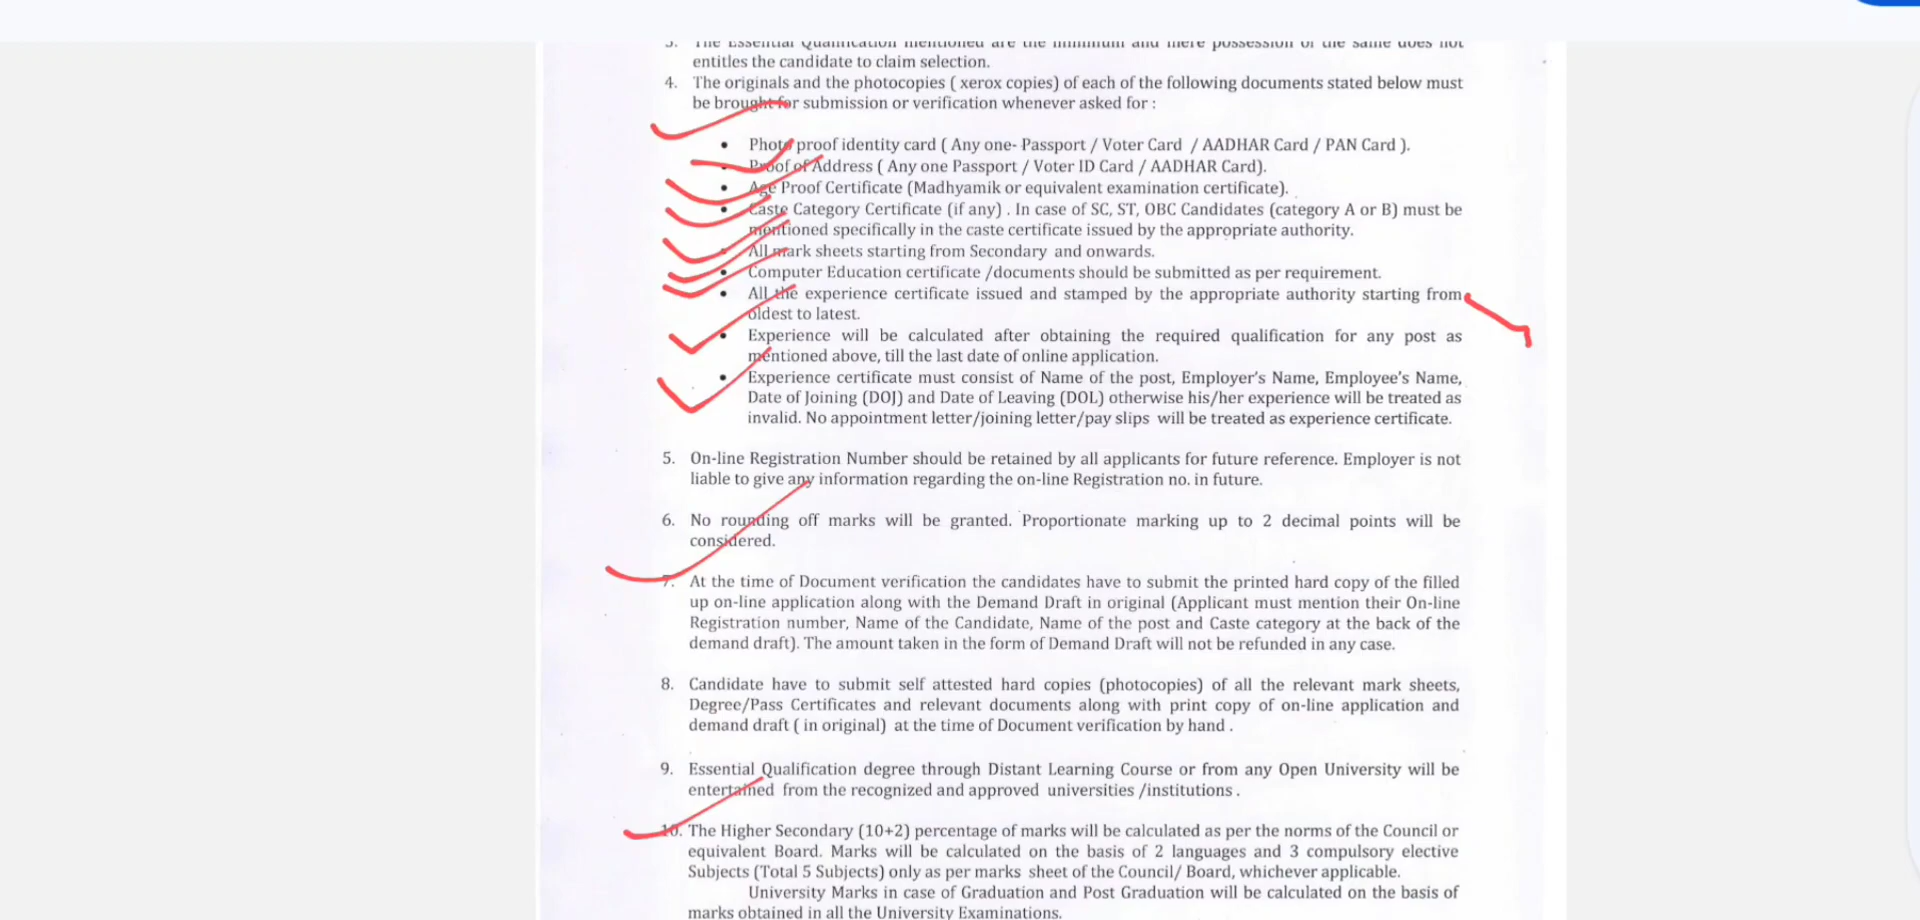 3. The Essential Qualification mentioned are the minimum and mere possession of the same does not
entitles the candidate to claim selection.
4. The originals and the photocopies ( xerox copies) of each of the following documents stated below must
be brought for submission or verification whenever asked for :
• Photo proof identity card ( Any one- Passport / Voter Card / AADHAR Card / PAN Card ).
• Proof of Address ( Any one Passport / Voter ID Card / AADHAR Card).
• Age Proof Certificate (Madhyamik or equivalent examination certificate).
• Caste Category Certificate (if any) . In case of SC, ST, OBC Candidates (category A or B) must be
mentioned specifically in the caste certificate issued by the appropriate authority.
• All mark sheets starting from Secondary and onwards.
• Computer Education certificate /documents should be submitted as per requirement.
• All the experience certificate issued and stamped by the appropriate authority starting from
oldest to latest.
• Experience will be calculated after obtaining the required qualification for any post as
mentioned above, till the last date of online application.
• Experience certificate must consist of Name of the post, Employer's Name, Employee's Name,
Date of Joining (DOJ) and Date of Leaving (DOL) otherwise his/her experience will be treated as
invalid. No appointment letter/joining letter/pay slips will be treated as experience certificate.
5. On-line Registration Number should be retained by all applicants for future reference. Employer is not
liable to give any information regarding the on-line Registration no. in future.
6. No rounding off marks will be granted. Proportionate marking up to 2 decimal points will be
considered.
7. At the time of Document verification the candidates have to submit the printed hard copy of the filled
up on-line application along with the Demand Draft in original (Applicant must mention their On-line
Registration number, Name of the Candidate, Name of the post and Caste category at the back of the
demand draft). The amount taken in the form of Demand Draft will not be refunded in any case.
8. Candidate have to submit self attested hard copies (photocopies) of all the relevant mark sheets,
Degree/Pass Certificates and relevant documents along with print copy of on-line application and
demand draft ( in original) at the time of Document verification by hand .
9. Essential Qualification degree through Distant Learning Course or from any Open University will be
entertained from the recognized and approved universities /institutions .
10. The Higher Secondary (10+2) percentage of marks will be calculated as per the norms of the Council or
equivalent Board. Marks will be calculated on the basis of 2 languages and 3 compulsory elective
Subjects (Total 5 Subjects) only as per marks sheet of the Council/ Board, whichever applicable.
University Marks in case of Graduation and Post Graduation will be calculated on the basis of
marks obtained in all the University Examinations.